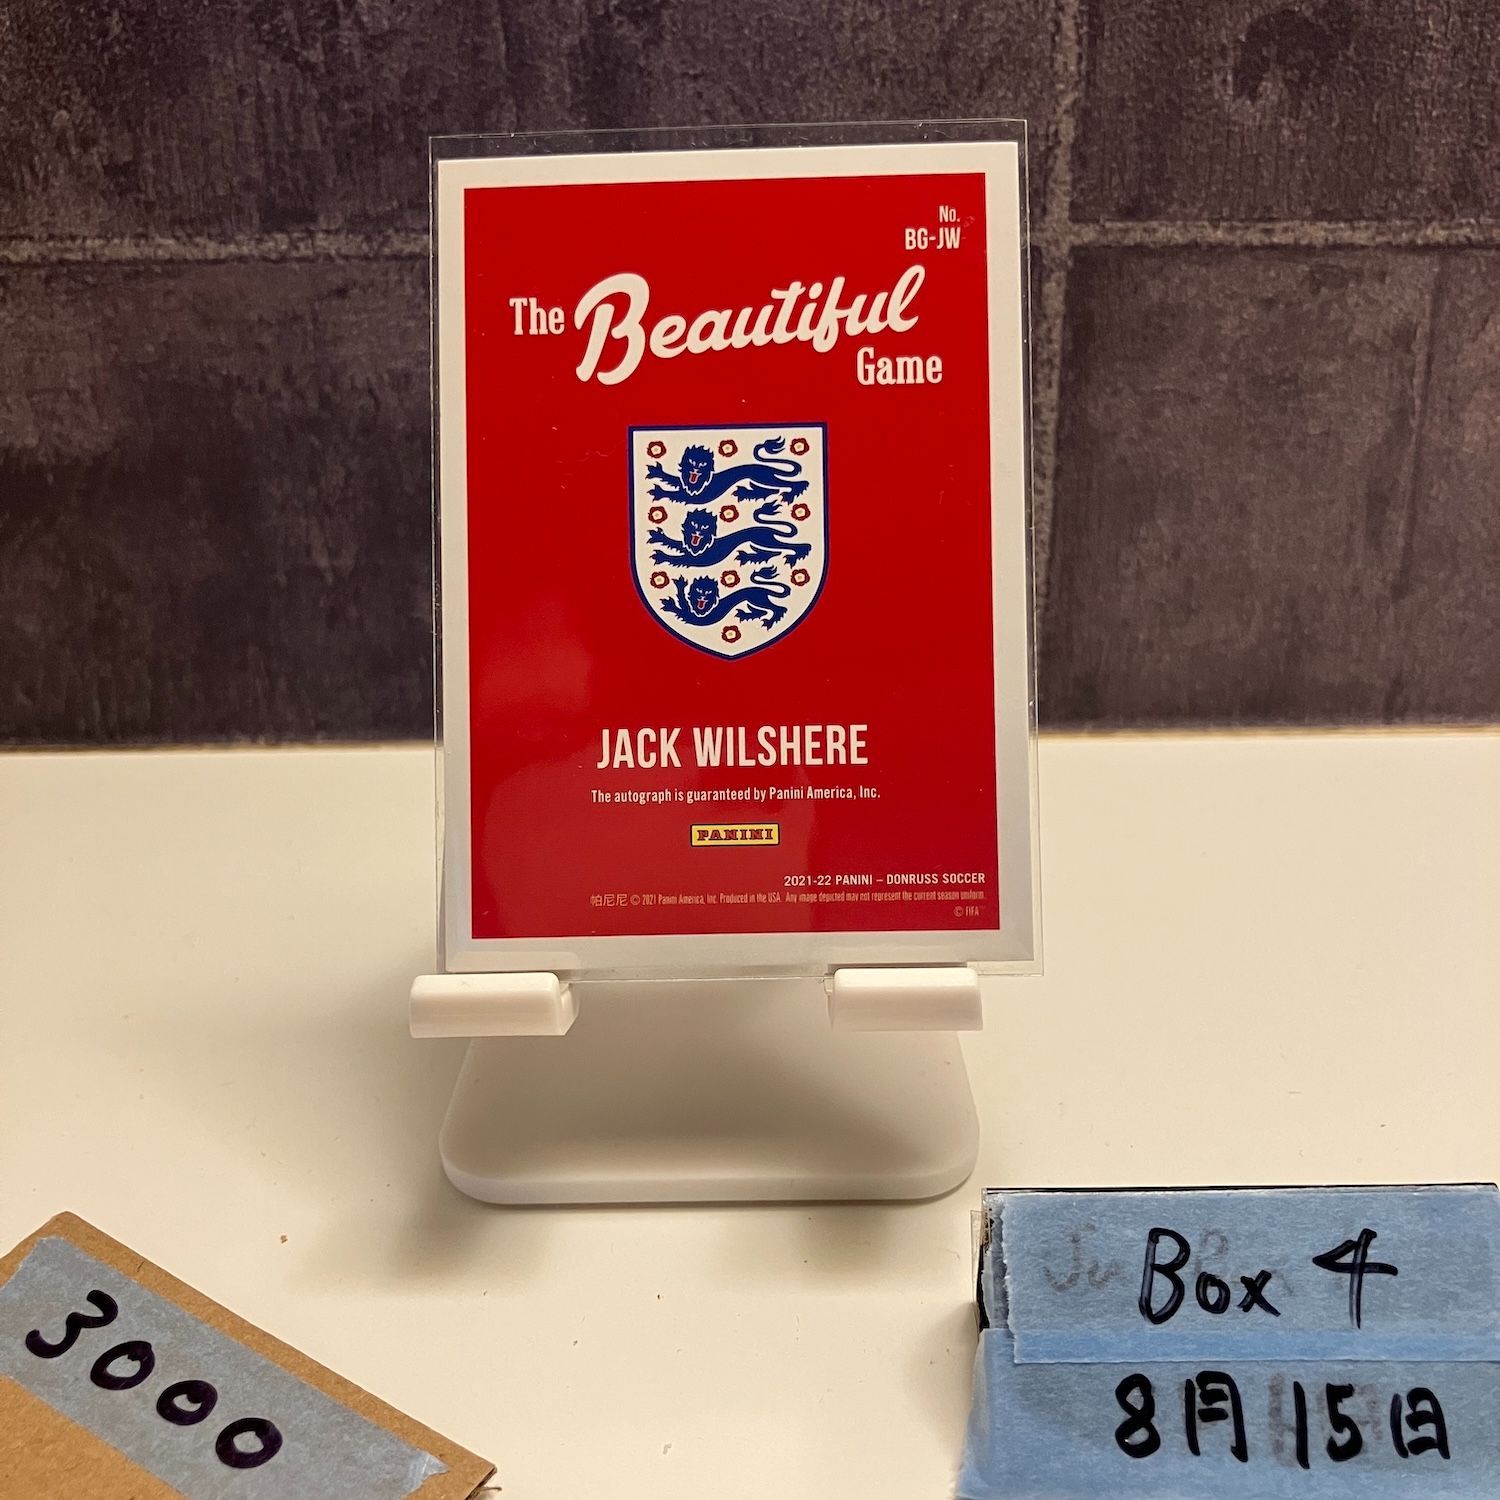 No.
BG-JW
The Beautiful
Game
JACK WILSHERE
The autograph is guaranteed by Panini America, Inc.
PANINI
2021-22 PANINI – DONRUSS SOCCER
帕尼尼 © 2021 Panini America, Inc. Produced in the USA. Any image depicted may not represent the current season uniform.
© FIFA
3000
Box 4
8月15日